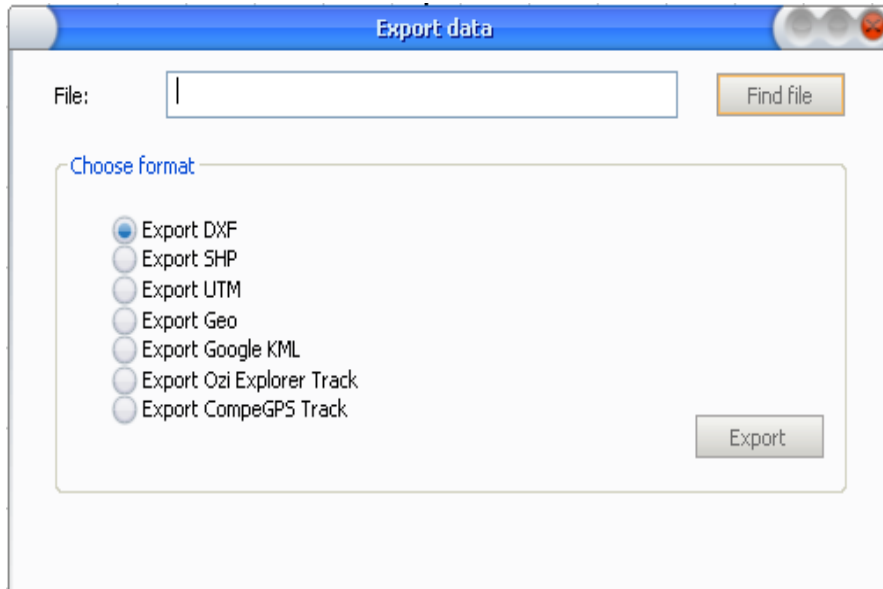 Export data
File:
Find file
Choose format
Export DXF
Export SHP
Export UTM
Export Geo
Export Google KML
Export Ozi Explorer Track
Export CompeGPS Track
Export